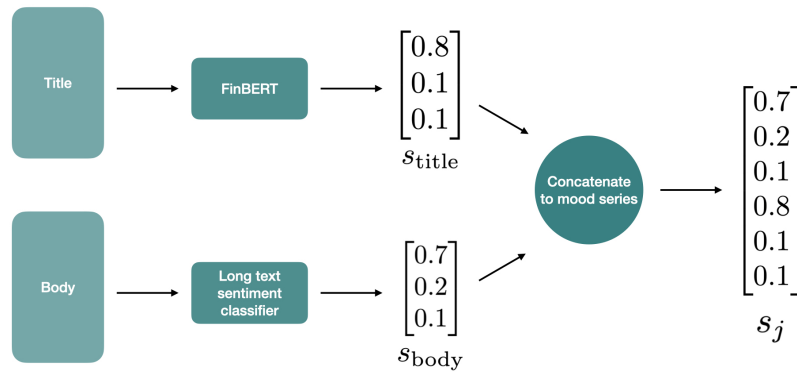 Title
FinBERT
0.8
0.1
0.1
s_title
Body
Long text
sentiment
classifier
0.7
0.2
0.1
s_body
Concatenate
to mood series
0.7
0.2
0.1
0.8
0.1
0.1
s_j